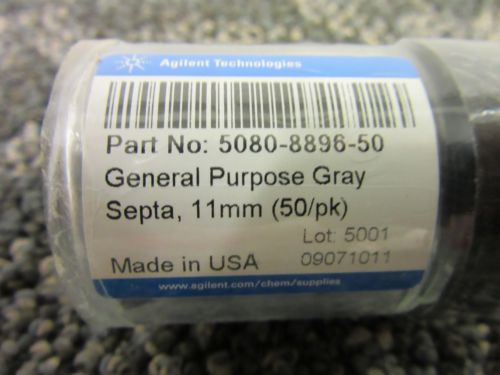 Agilent Technologies
Part No: 5080-8896-50
General Purpose Gray
Septa, 11mm (50/pk)
Lot: 5001
Made in USA 09071011
www.agilent.com/chem/supplies